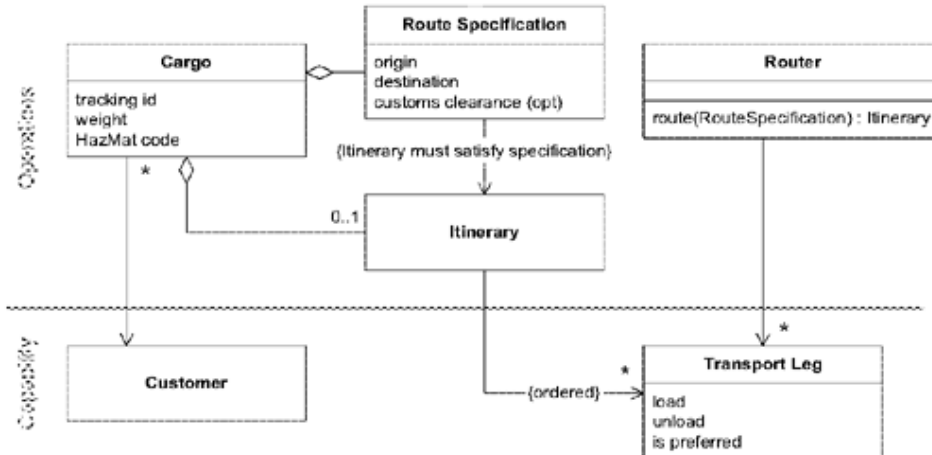 Route Specification
origin
destination
customs clearance (opt)
Cargo
tracking id
weight
HazMat code
Router
route(RouteSpecification) : Itinerary
Operations
{Itinerary must satisfy specification}
*
0..1
Itinerary
*
Capability
Customer
*
{ordered}
Transport Leg
load
unload
is preferred